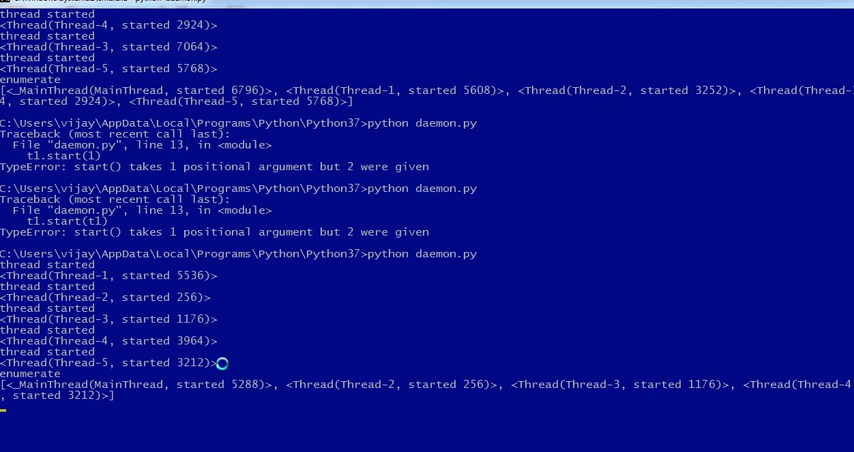 thread started
<Thread(Thread-4, started 2924)>
thread started
<Thread(Thread-3, started 7064)>
thread started
<Thread(Thread-5, started 5768)>
enumerate
[<_MainThread(MainThread, started 6796)>, <Thread(Thread-1, started 5608)>, <Thread(Thread-2, started 3252)>, <Thread(Thread-
4, started 2924)>, <Thread(Thread-5, started 5768)>]
C:\Users\vijay\AppData\Local\Programs\Python\Python37>python daemon.py
Traceback (most recent call last):
File "daemon.py", line 13, in <module>
t1.start(1)
TypeError: start() takes 1 positional argument but 2 were given
C:\Users\vijay\AppData\Local\Programs\Python\Python37>python daemon.py
Traceback (most recent call last):
File "daemon.py", line 13, in <module>
t1.start(t1)
TypeError: start() takes 1 positional argument but 2 were given
C:\Users\vijay\AppData\Local\Programs\Python\Python37>python daemon.py
thread started
<Thread(Thread-1, started 5536)>
thread started
<Thread(Thread-2, started 256)>
thread started
<Thread(Thread-3, started 1176)>
thread started
<Thread(Thread-4, started 3964)>
thread started
<Thread(Thread-5, started 3212)>
enumerate
[<_MainThread(MainThread, started 5288)>, <Thread(Thread-2, started 256)>, <Thread(Thread-3, started 1176)>, <Thread(Thread-4
, started 3212)>]